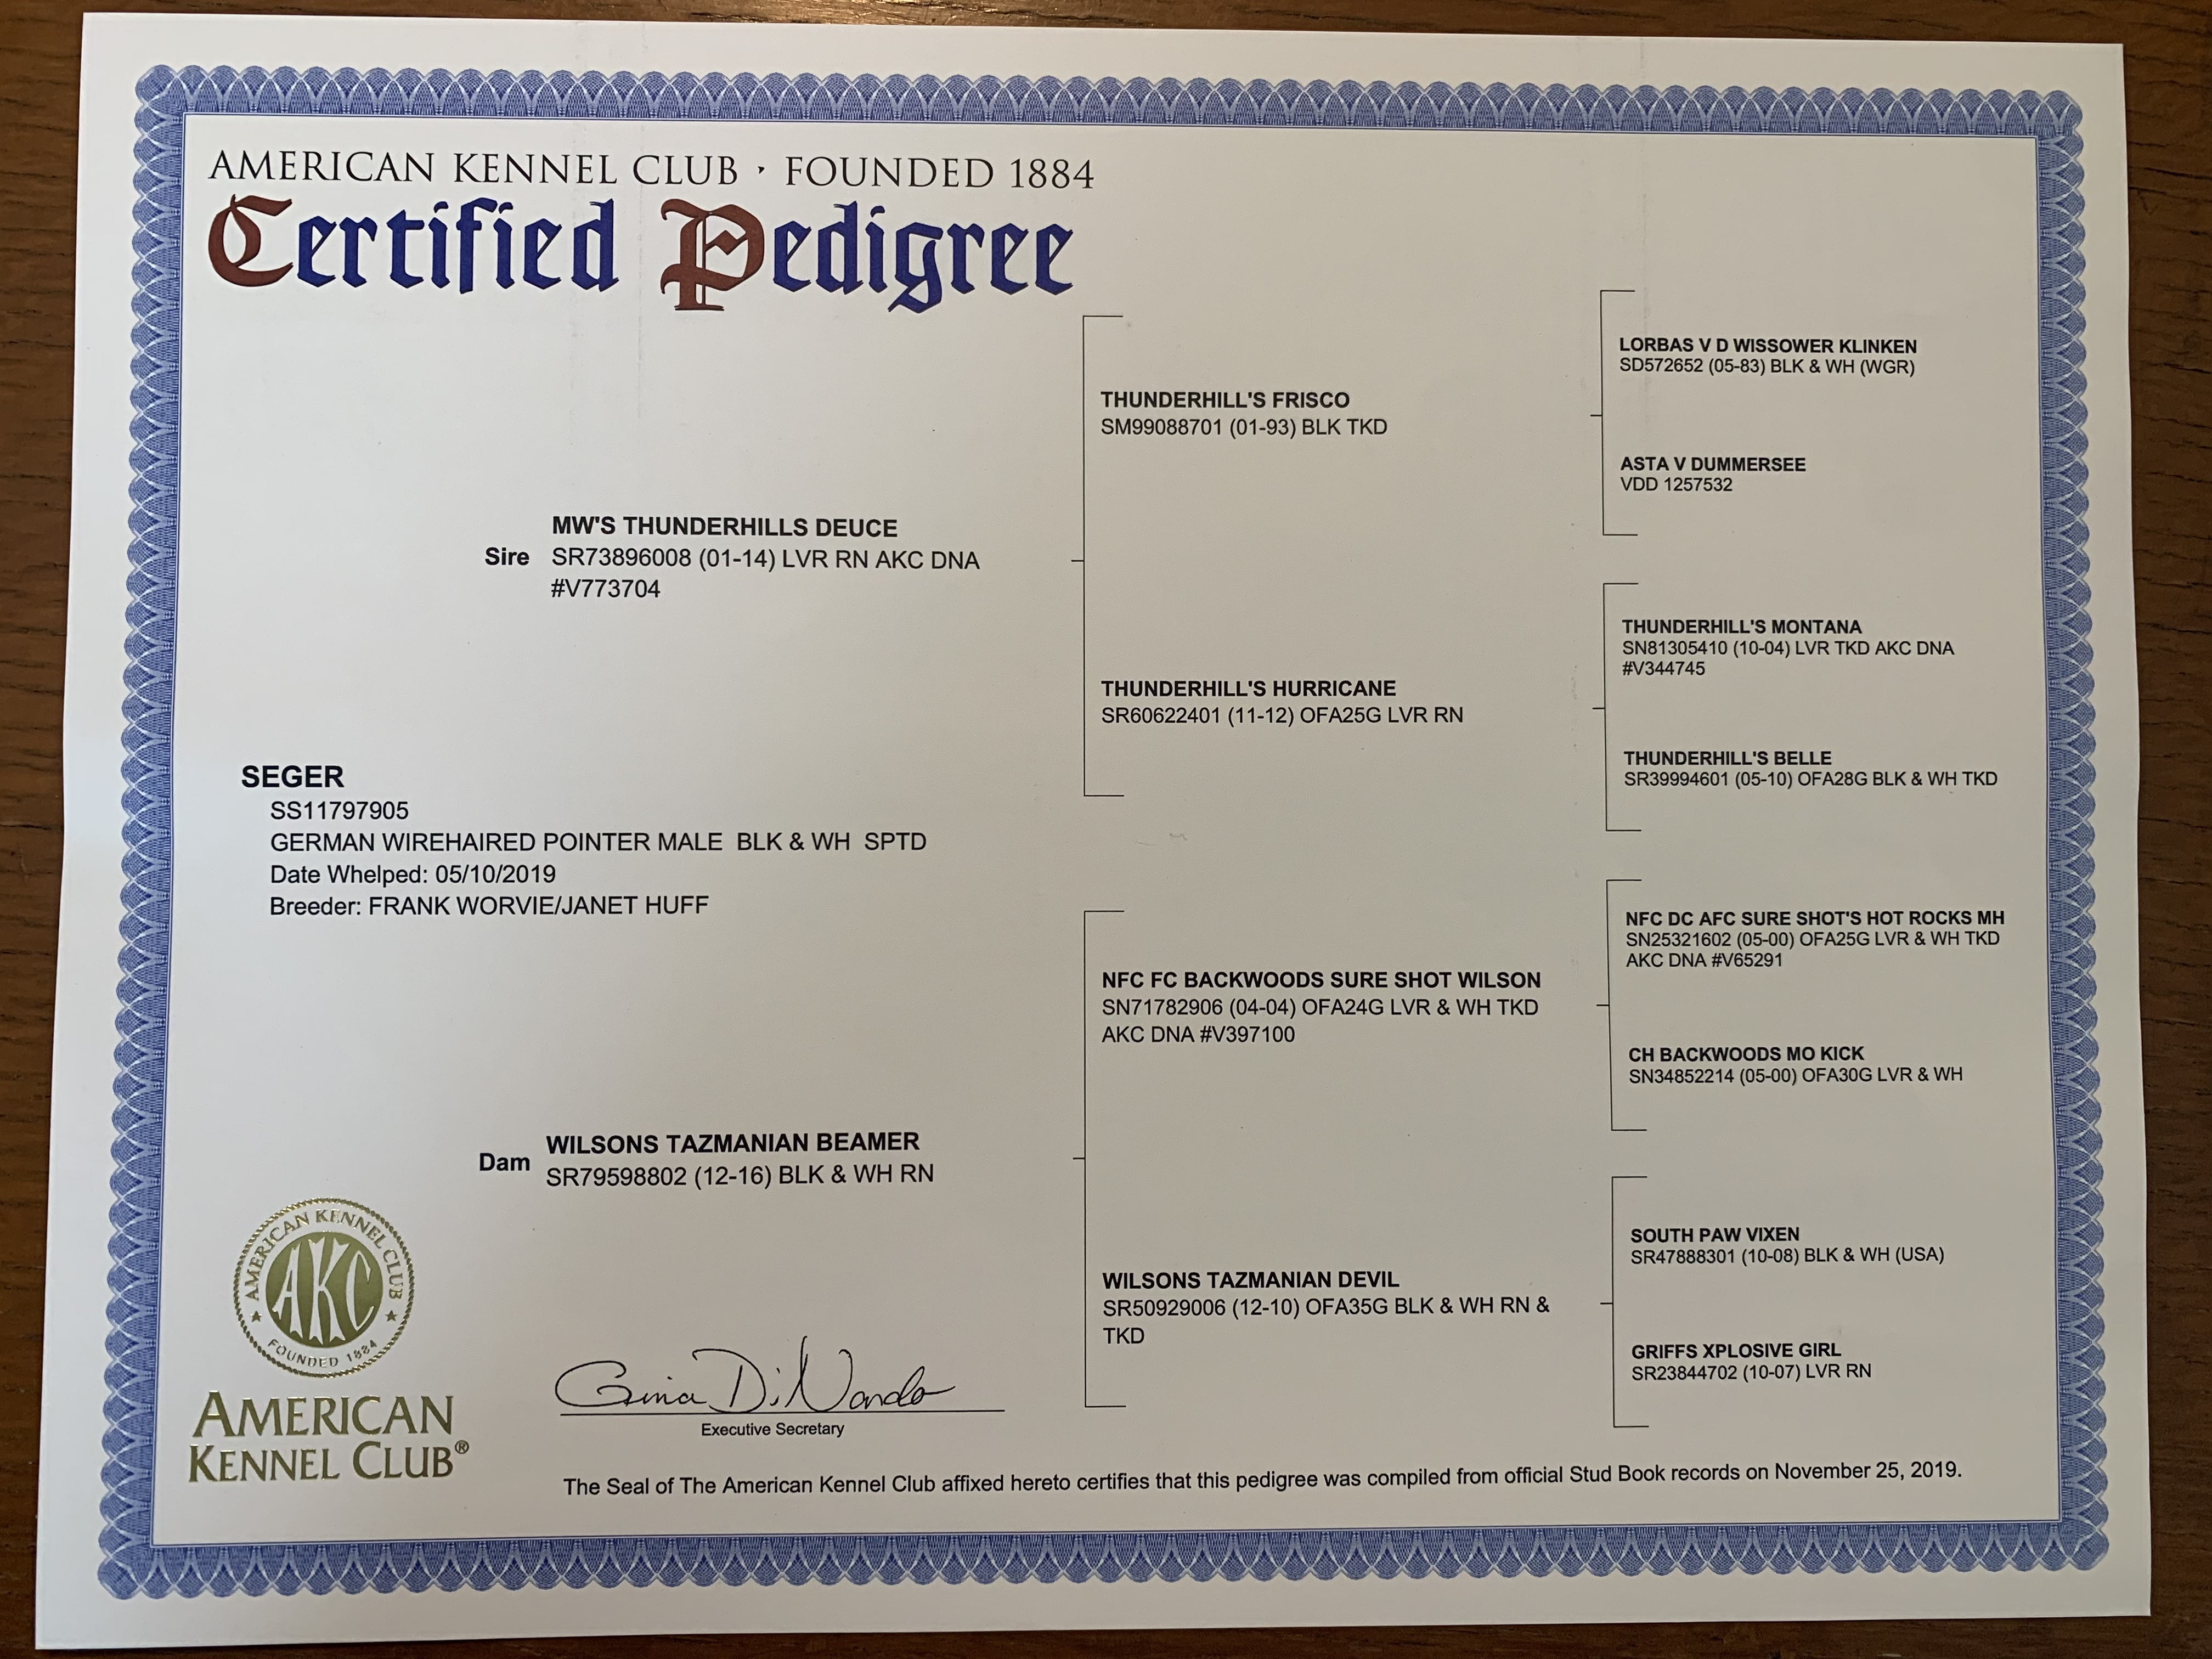 AMERICAN KENNEL CLUB · FOUNDED 1884
Certified Pedigree
LORBAS V D WISSOWER KLINKEN
SD572652 (05-83) BLK & WH (WGR)
THUNDERHILL'S FRISCO
SM99088701 (01-93) BLK TKD
ASTA V DUMMERSEE
VDD 1257532
MW'S THUNDERHILLS DEUCE
Sire SR73896008 (01-14) LVR RN AKC DNA
#V773704
THUNDERHILL'S MONTANA
SN81305410 (10-04) LVR TKD AKC DNA
#V344745
THUNDERHILL'S HURRICANE
SR60622401 (11-12) OFA25G LVR RN
THUNDERHILL'S BELLE
SR39994601 (05-10) OFA28G BLK & WH TKD
SEGER
SS11797905
GERMAN WIREHAIRED POINTER MALE BLK & WH SPTD
Date Whelped: 05/10/2019
Breeder: FRANK WORVIE/JANET HUFF
NFC DC AFC SURE SHOT'S HOT ROCKS MH
SN25321602 (05-00) OFA25G LVR & WH TKD
AKC DNA #V65291
NFC FC BACKWOODS SURE SHOT WILSON
SN71782906 (04-04) OFA24G LVR & WH TKD
AKC DNA #V397100
CH BACKWOODS MO KICK
SN34852214 (05-00) OFA30G LVR & WH
WILSONS TAZMANIAN BEAMER
Dam SR79598802 (12-16) BLK & WH RN
SOUTH PAW VIXEN
SR47888301 (10-08) BLK & WH (USA)
WILSONS TAZMANIAN DEVIL
SR50929006 (12-10) OFA35G BLK & WH RN &
TKD
GRIFFS XPLOSIVE GIRL
SR23844702 (10-07) LVR RN
AMERICAN KENNEL CLUB
AKC
FOUNDED 1884
AMERICAN
KENNEL CLUB®
Gina DiNardo
Executive Secretary
The Seal of The American Kennel Club affixed hereto certifies that this pedigree was compiled from official Stud Book records on November 25, 2019.